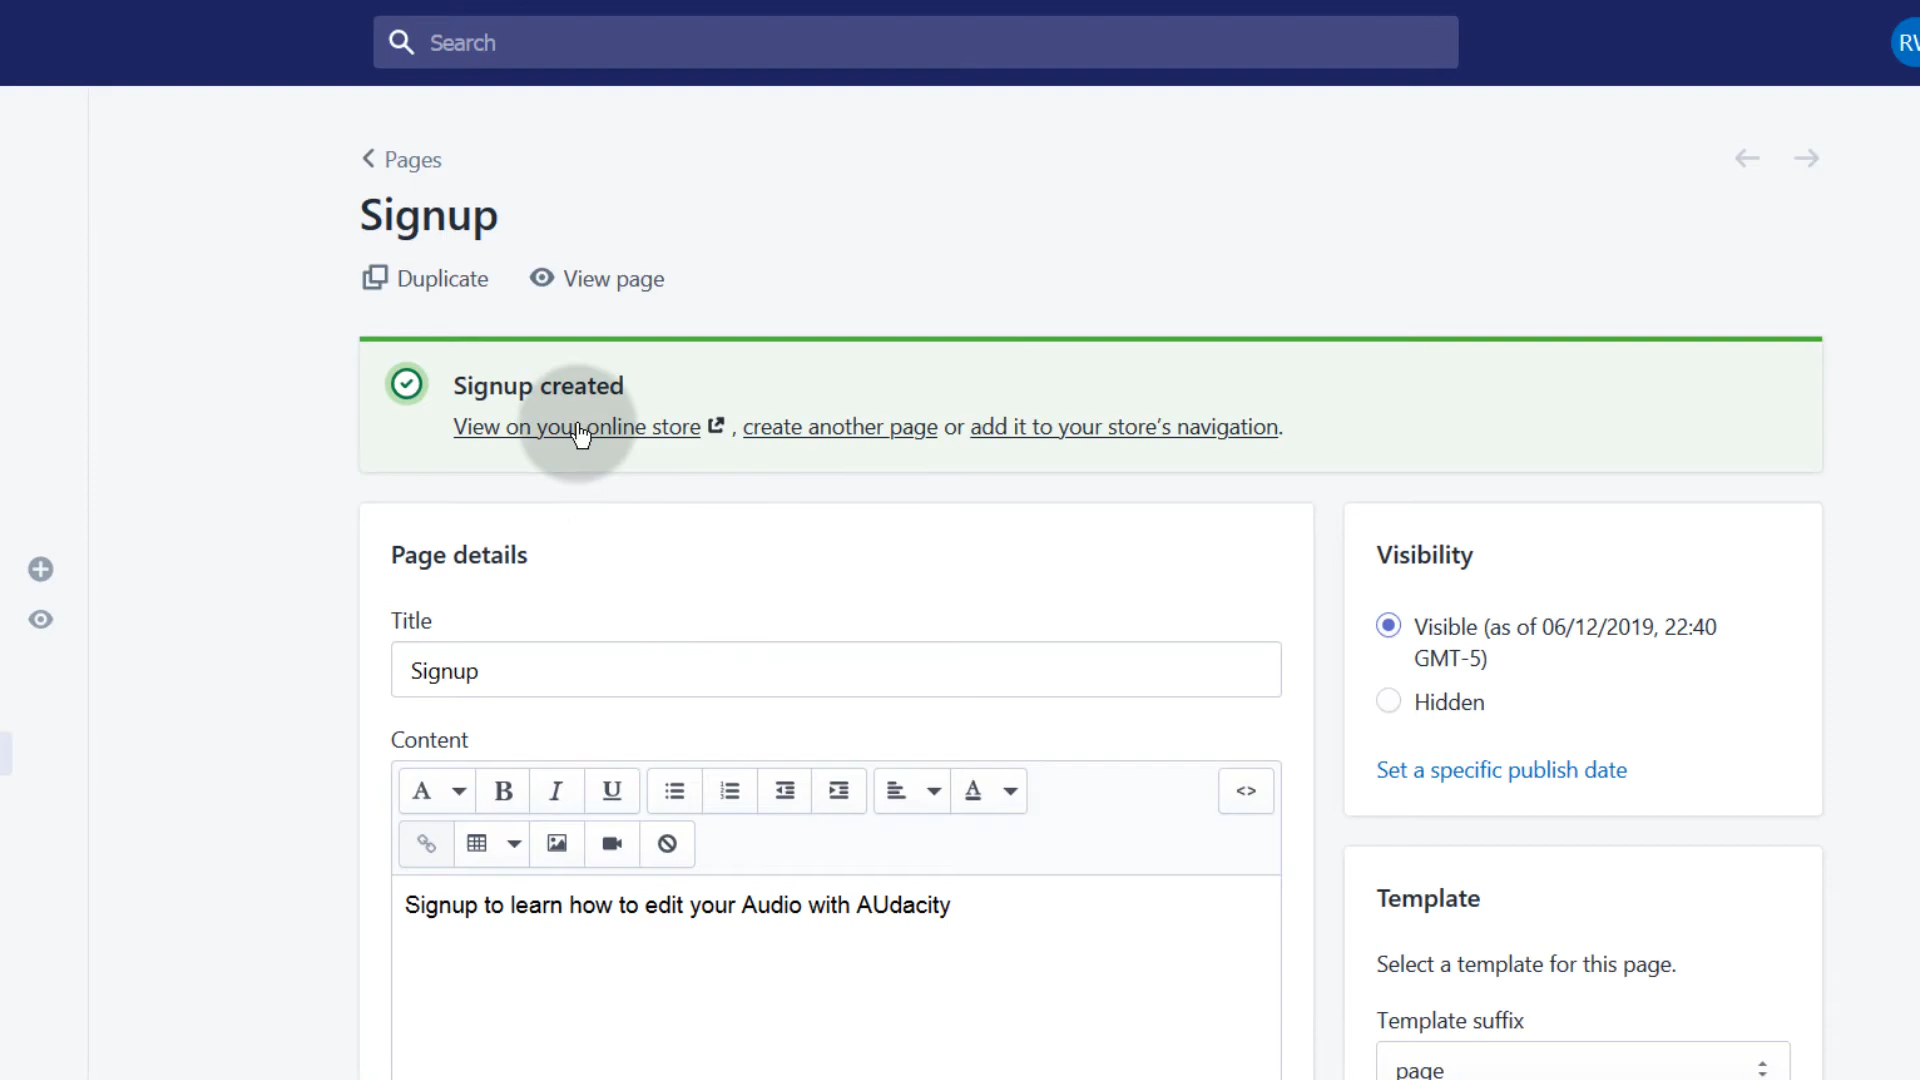 Search
RV
Pages
Signup
Duplicate View page
Signup created
View on your online store , create another page or add it to your store's navigation.
Page details
Title
Signup
Content
A B I U A <>
Signup to learn how to edit your Audio with AUdacity
Visibility
Visible (as of 06/12/2019, 22:40
GMT-5)
Hidden
Set a specific publish date
Template
Select a template for this page.
Template suffix
page